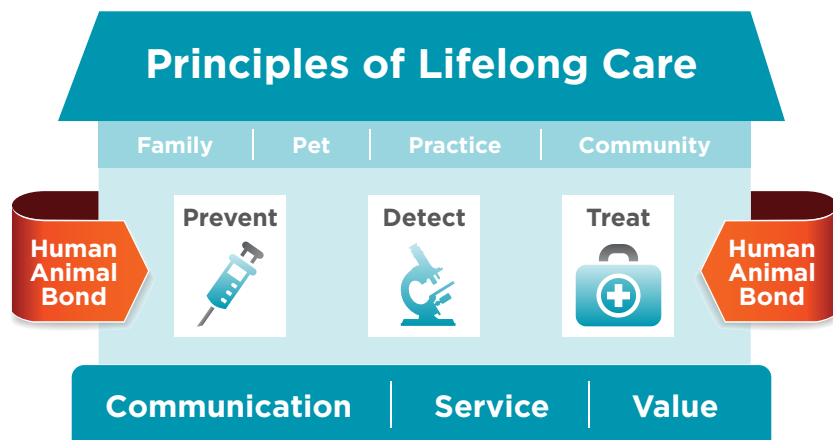 Principles of Lifelong Care
Family | Pet | Practice | Community
Prevent
Detect
Treat
Human
Animal
Bond
Human
Animal
Bond
Communication | Service | Value